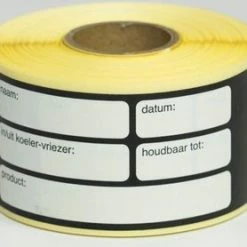 naam:
datum:
in/uit koeler-vriezer:
houdbaar tot:
product: